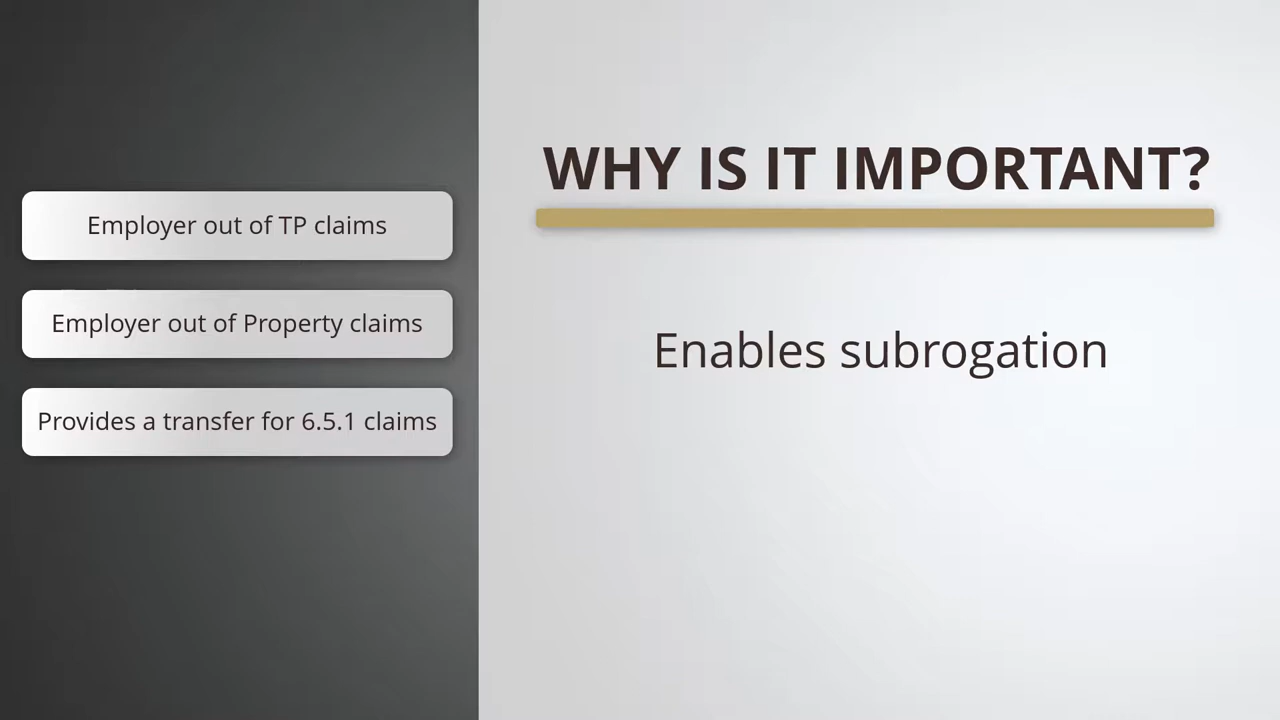 Employer out of TP claims
Employer out of Property claims
Provides a transfer for 6.5.1 claims
WHY IS IT IMPORTANT?
Enables subrogation